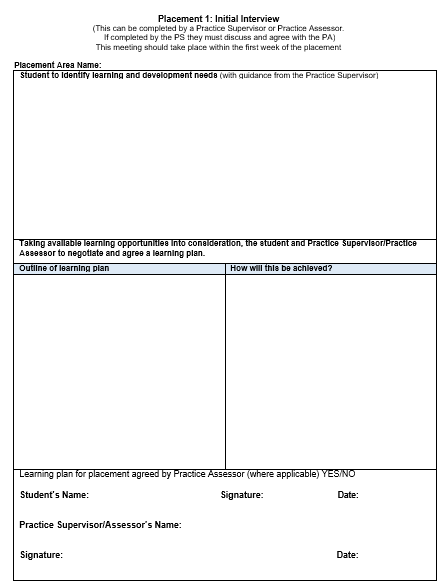 Placement 1: Initial Interview
(This can be completed by a Practice Supervisor or Practice Assessor.
If completed by the PS they must discuss and agree with the PA)
This meeting should take place within the first week of the placement
Placement Area Name:
Student to identify learning and development needs (with guidance from the Practice Supervisor)
Taking available learning opportunities into consideration, the student and Practice Supervisor/Practice
Assessor to negotiate and agree a learning plan.
Outline of learning plan How will this be achieved?
Learning plan for placement agreed by Practice Assessor (where applicable) YES/NO
Student's Name: Signature: Date:
Practice Supervisor/Assessor's Name:
Signature: Date: